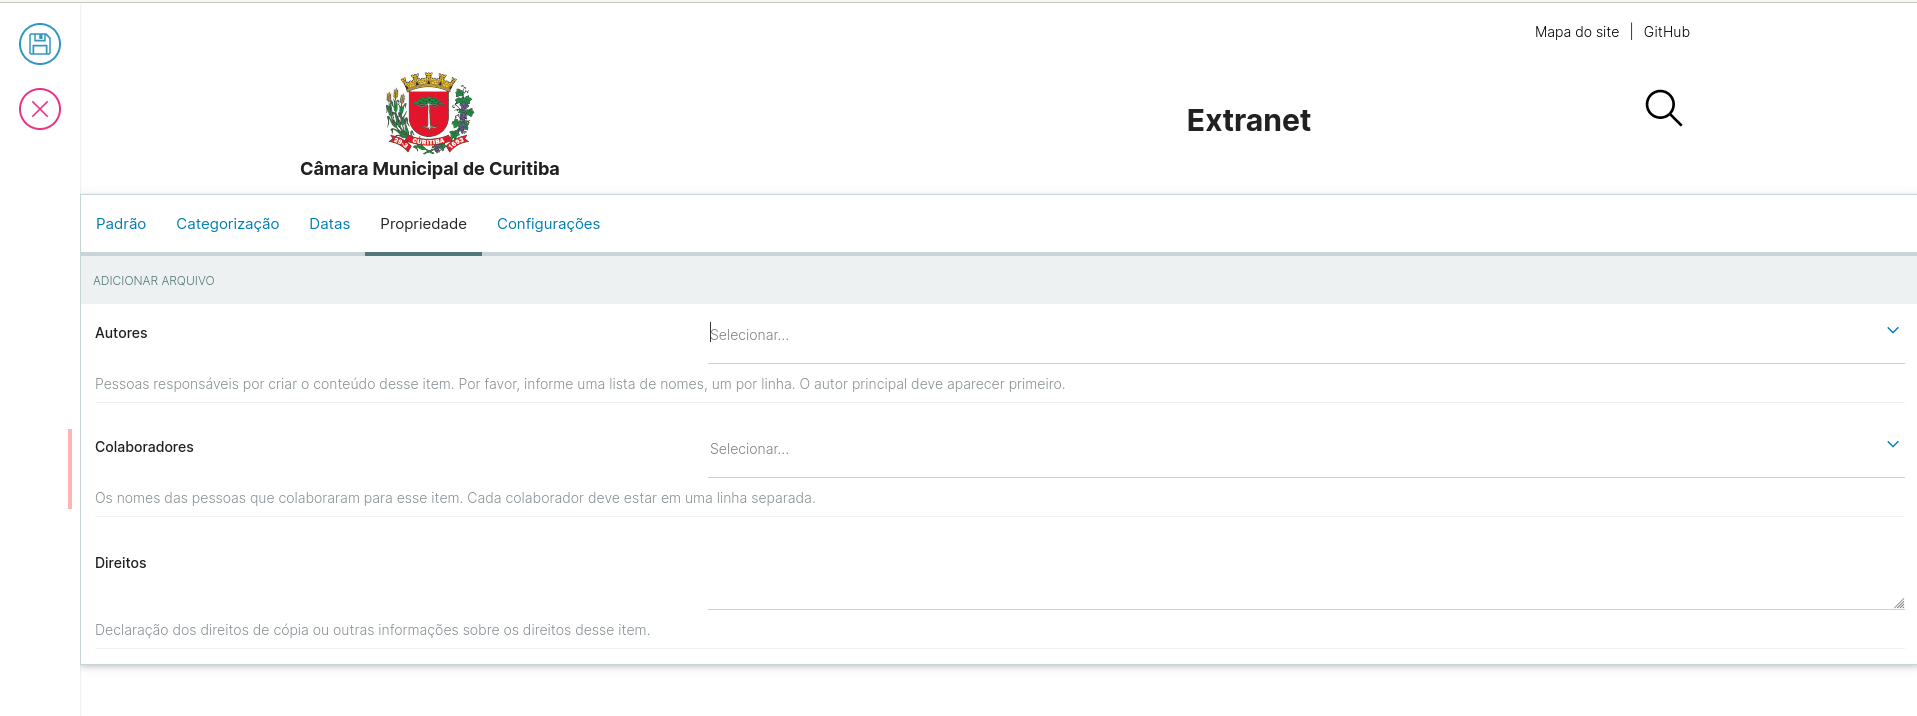 Mapa do site | GitHub
CURITIBA
Câmara Municipal de Curitiba
Extranet
Padrão Categorização Datas Propriedade Configurações
ADICIONAR ARQUIVO
Autores Selecionar...
Pessoas responsáveis por criar o conteúdo desse item. Por favor, informe uma lista de nomes, um por linha. O autor principal deve aparecer primeiro.
Colaboradores Selecionar...
Os nomes das pessoas que colaboraram para esse item. Cada colaborador deve estar em uma linha separada.
Direitos
Declaração dos direitos de cópia ou outras informações sobre os direitos desse item.